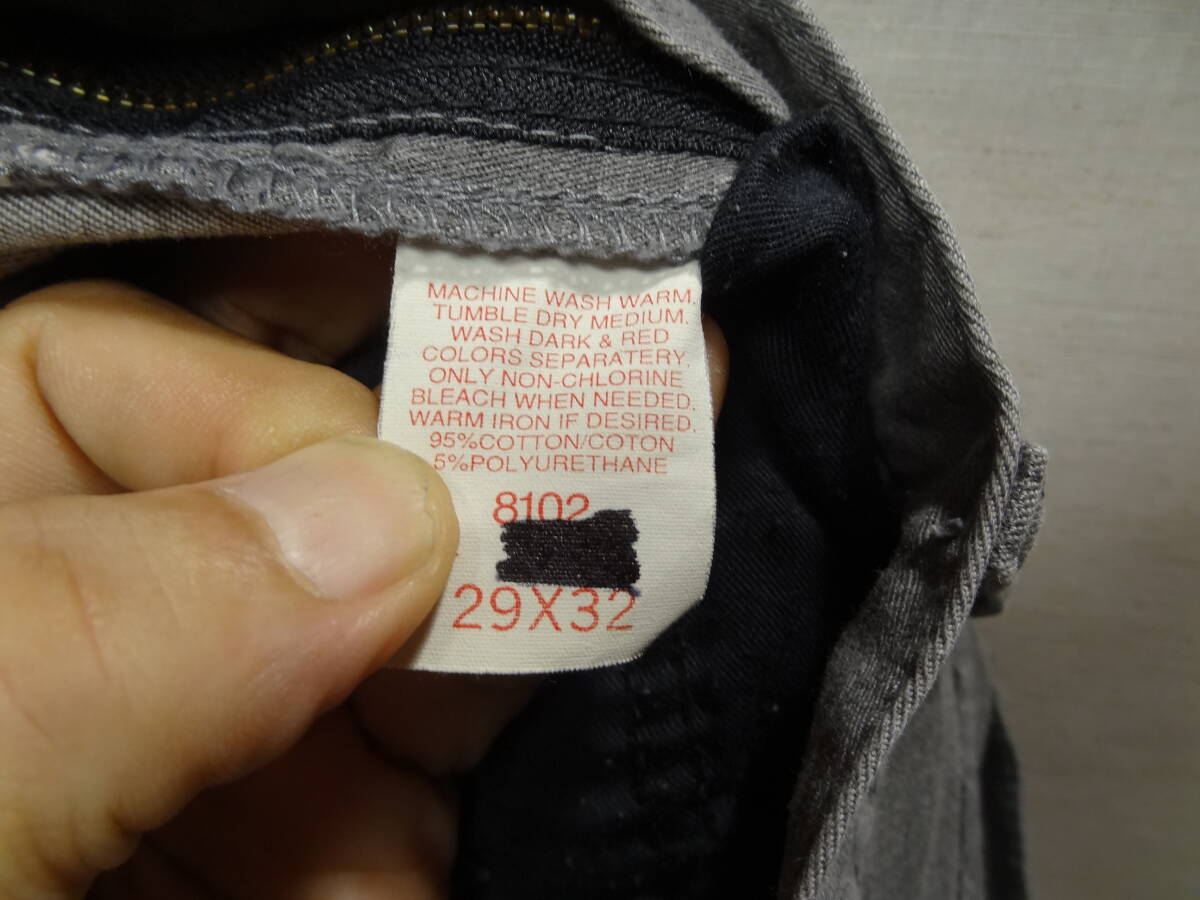 MACHINE WASH WARM.
TUMBLE DRY MEDIUM.
WASH DARK & RED
COLORS SEPARATERY,
ONLY NON-CHLORINE
BLEACH WHEN NEEDED.
WARM IRON IF DESIRED.
95%COTTON/COTON
5%POLYURETHANE
8102
29X32